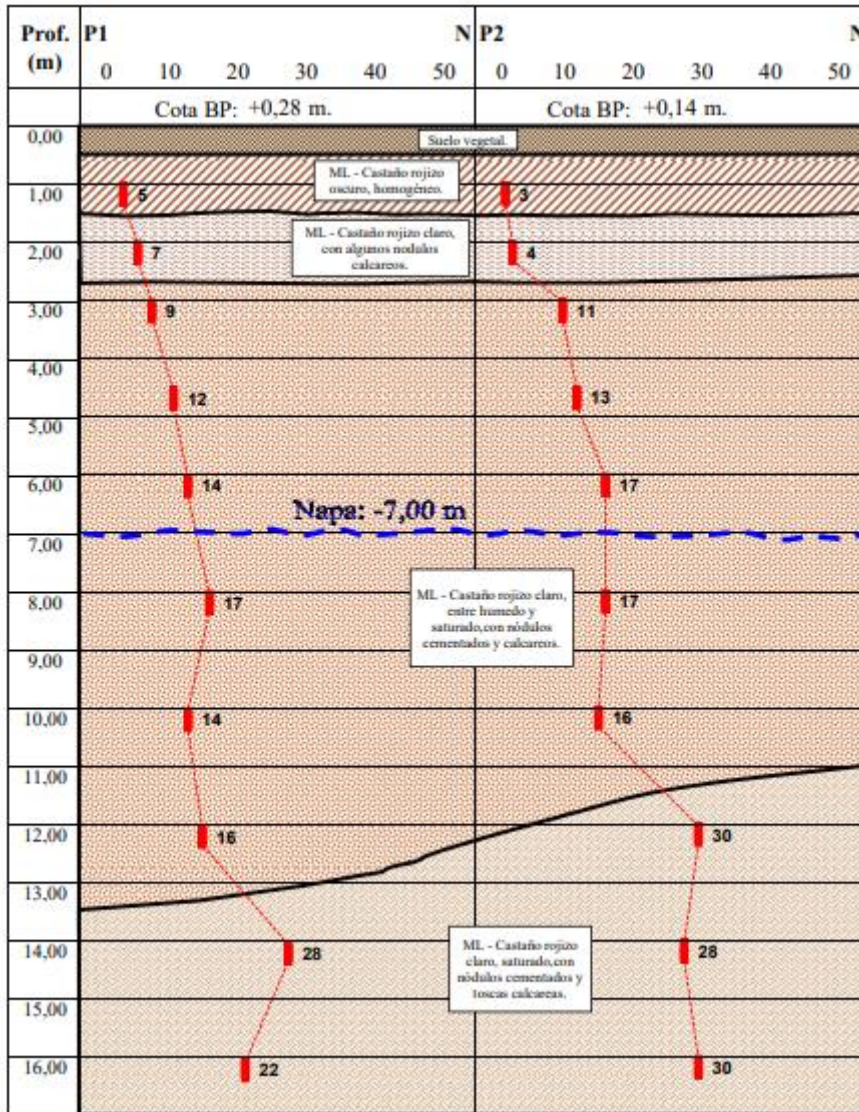 Prof. P1 N P2 N
(m) 0 10 20 30 40 50 0 10 20 30 40 50
Cota BP: +0,28 m. Cota BP: +0,14 m.
0,00
Suelo vegetal.
ML - Castaño rojizo
oscuro, homogéneo.
1,00 5 3
ML - Castaño rojizo claro,
con algunos nodulos
calcareos.
2,00 7 4
3,00 9 11
4,00
12 13
5,00
6,00 14 17
Napa: -7,00 m
7,00
ML - Castaño rojizo claro,
entre humedo y
saturado,con nódulos
cementados y calcareos.
8,00 17 17
9,00
10,00 14 16
11,00
12,00 16 30
13,00
ML - Castaño rojizo
claro, saturado,con
nódulos cementados y
toscas calcareas.
14,00 28 28
15,00
16,00 22 30